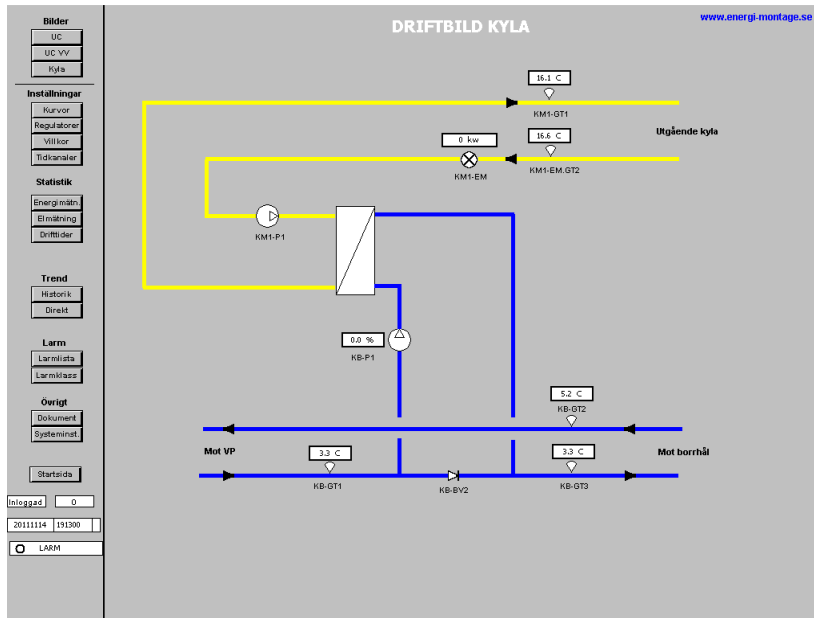 Bilder
UC
UC VV
Kyla
Inställningar
Kurvor
Regulatorer
Villkor
Tidkanaler
Statistik
Energimätn.
Elmätning
Drifttider
Trend
Historik
Direkt
Larm
Larmlista
Larmklass
Övrigt
Dokument
Systeminst.
Startsida
Inloggad 0
20111114 191300
LARM
DRIFTBILD KYLA
www.energi-montage.se
16.1 C
KM1-GT1
Utgående kyla
0 kw
16.6 C
KM1-EM
KM1-EM.GT2
KM1-P1
0.0 %
KB-P1
5.2 C
KB-GT2
Mot VP
3.3 C
3.3 C
Mot borrhål
KB-GT1
KB-BV2
KB-GT3